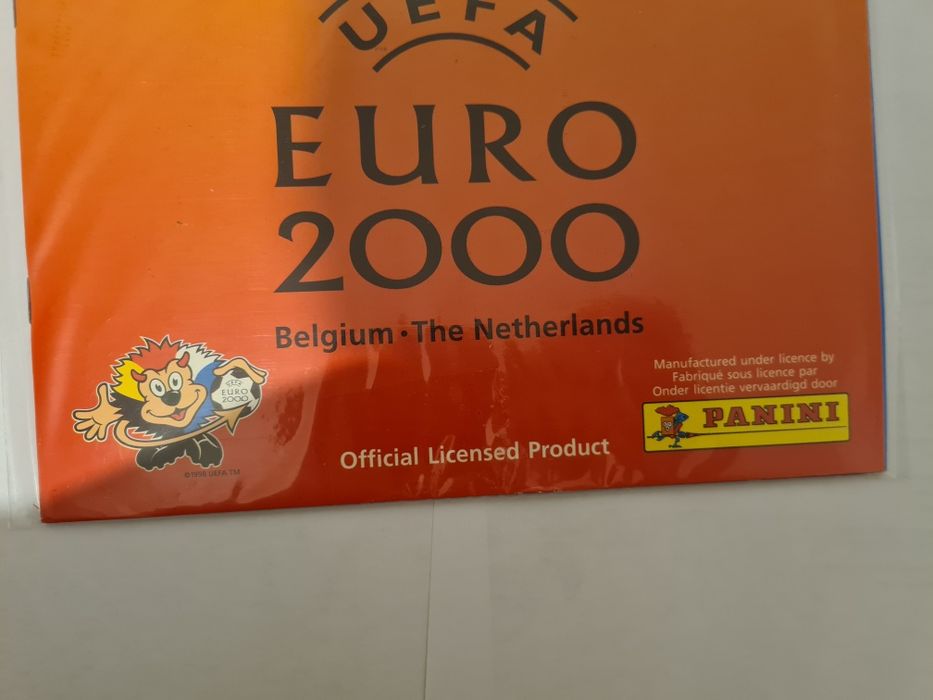 UEFA
EURO
2000
Belgium · The Netherlands
Manufactured under licence by
Fabriqué sous licence par
Onder licentie vervaardigd door
PANINI
EURO
2000
Official Licensed Product
©1998 UEFA TM